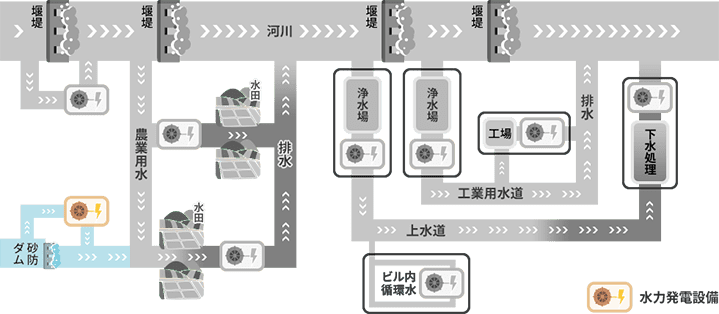 堰堤
堰堤
河川
堰堤
堰堤
水田
浄水場
浄水場
排水
工場
農業用水
排水
下水処理
工業用水道
水田
上水道
砂防
ダム
ビル内
循環水
水力発電設備